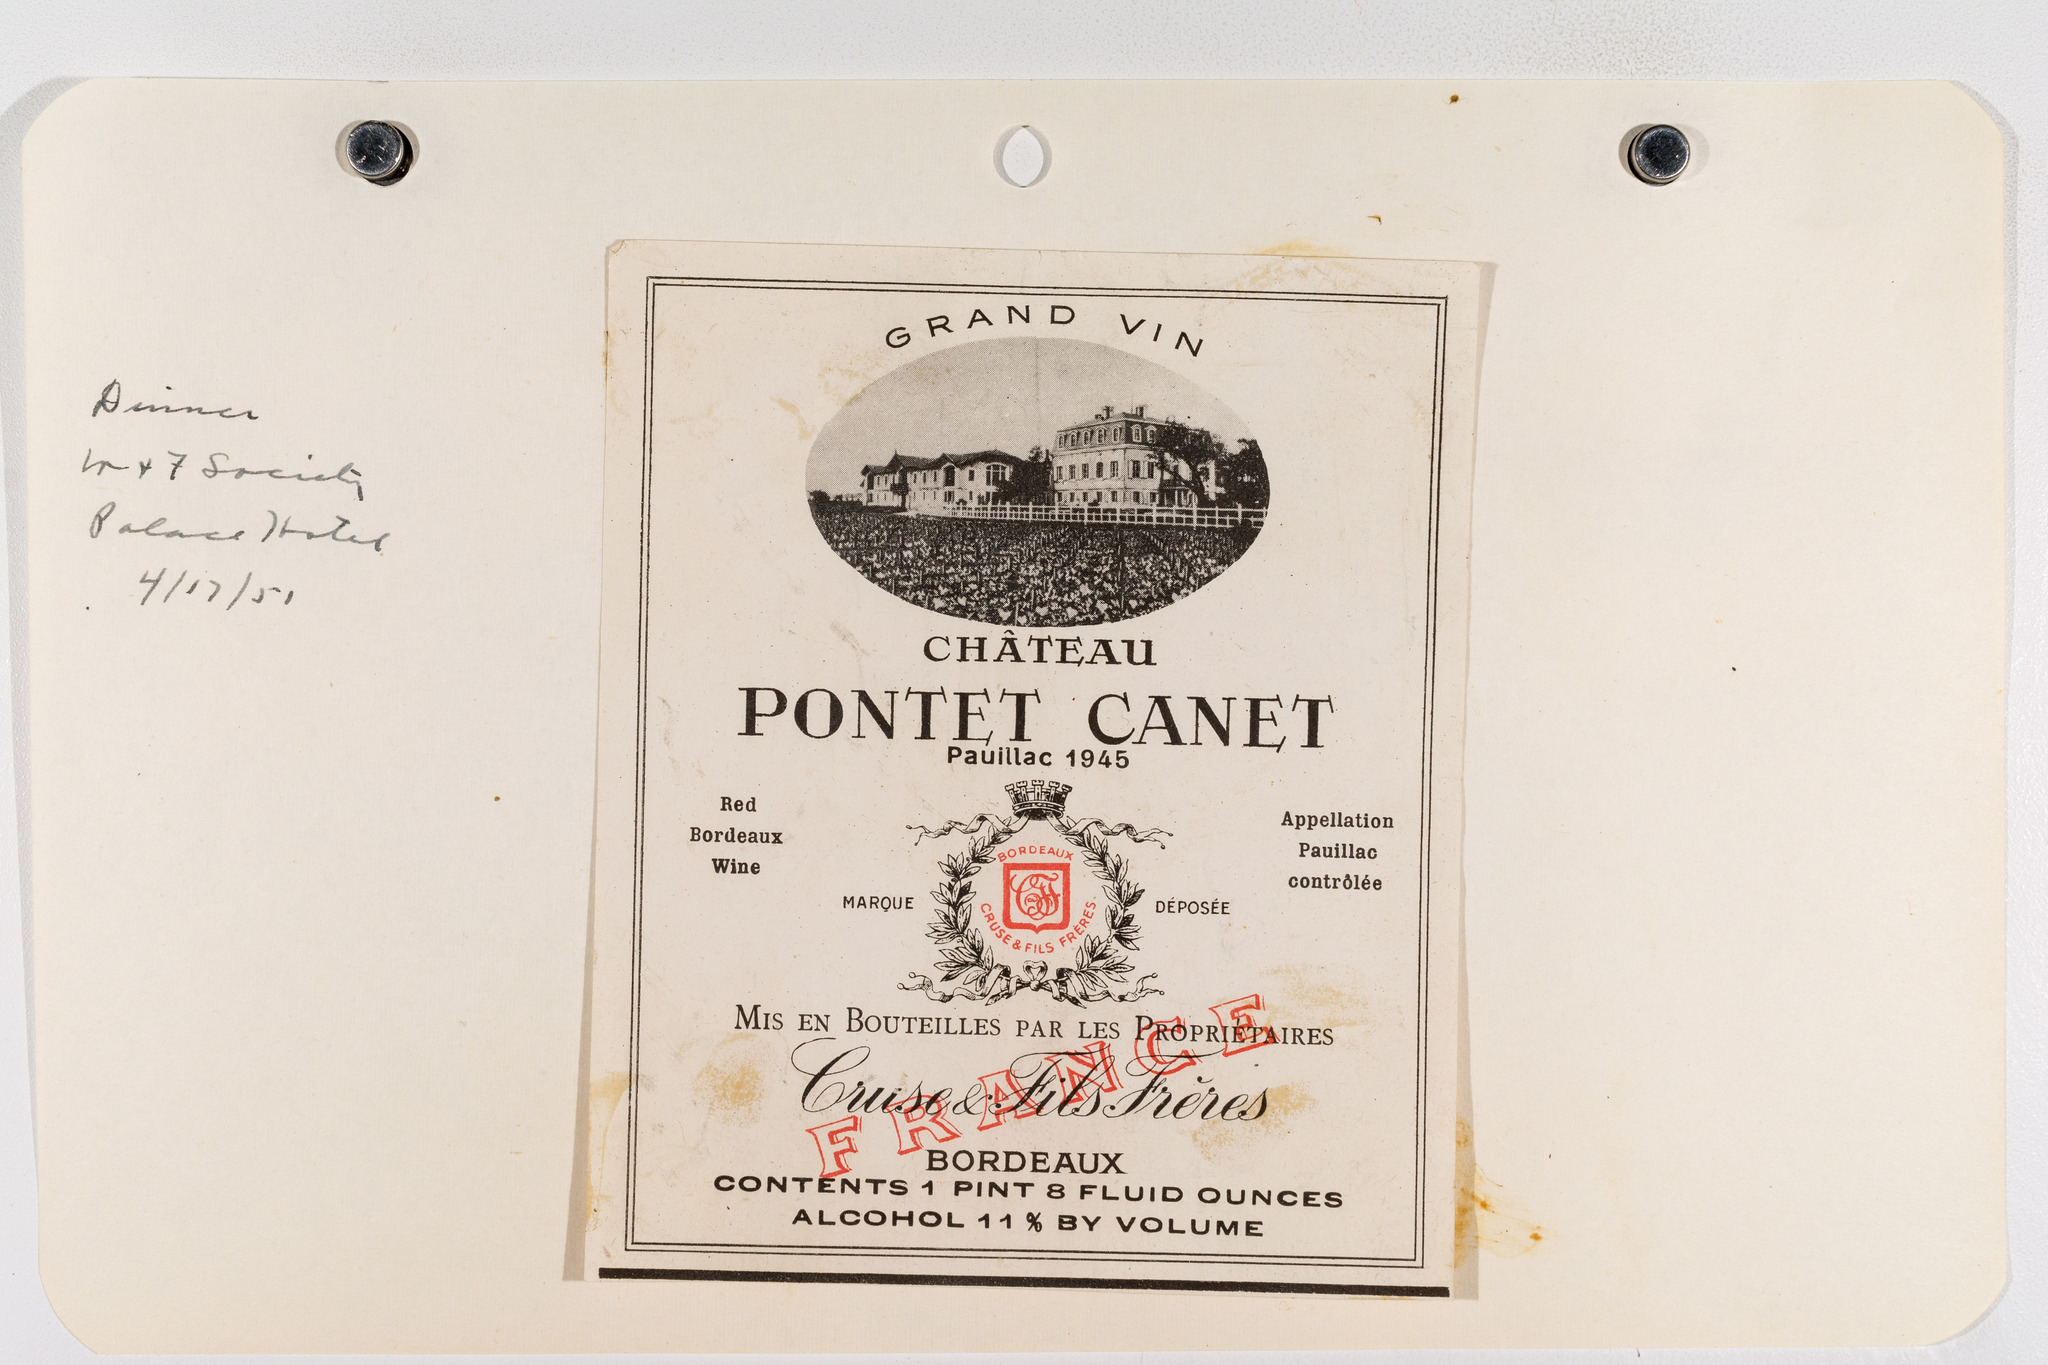 Dinner
W + F Society
Palace Hotel
4/17/51
GRAND VIN
CHÂTEAU
PONTET CANET
Pauillac 1945
Red
Bordeaux
Wine
Appellation
Pauillac
contrôlée
MARQUE
DÉPOSÉE
BORDEAUX
CRUSE & FILS FRÈRES
MIS EN BOUTEILLES PAR LES PROPRIÉTAIRES
Cruse & Fils Frères
FRANCE
BORDEAUX
CONTENTS 1 PINT 8 FLUID OUNCES
ALCOHOL 11 % BY VOLUME